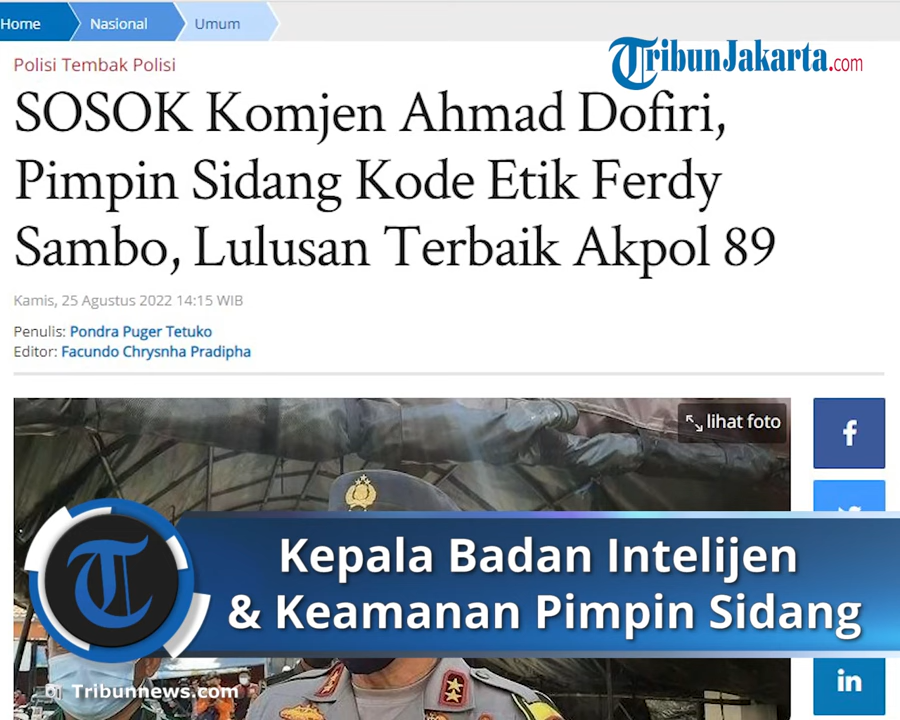 Home
Nasional
Umum
Polisi Tembak Polisi
TribunJakarta.com
SOSOK Komjen Ahmad Dofiri,
Pimpin Sidang Kode Etik Ferdy
Sambo, Lulusan Terbaik Akpol 89
Kamis, 25 Agustus 2022 14:15 WIB
Penulis: Pondra Puger Tetuko
Editor: Facundo Chrysnha Pradipha
lihat foto
f
T
Kepala Badan Intelijen
& Keamanan Pimpin Sidang
Tribunnews.com
in